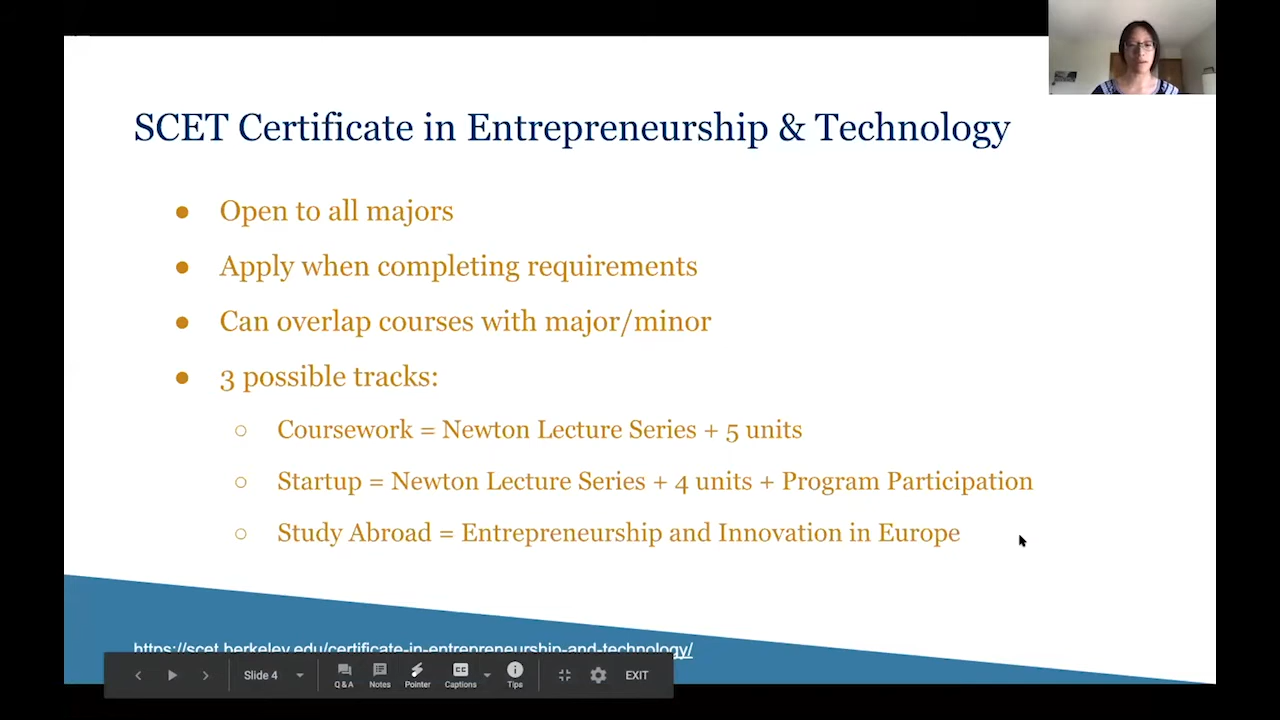 SCET Certificate in Entrepreneurship & Technology
● Open to all majors
● Apply when completing requirements
● Can overlap courses with major/minor
● 3 possible tracks:
○ Coursework = Newton Lecture Series + 5 units
○ Startup = Newton Lecture Series + 4 units + Program Participation
○ Study Abroad = Entrepreneurship and Innovation in Europe
https://scet.berkeley.edu/certificate-in-entrepreneurship-and-technology/
Slide 4
Q & A
Notes
Pointer
CC
Captions
Tips
EXIT